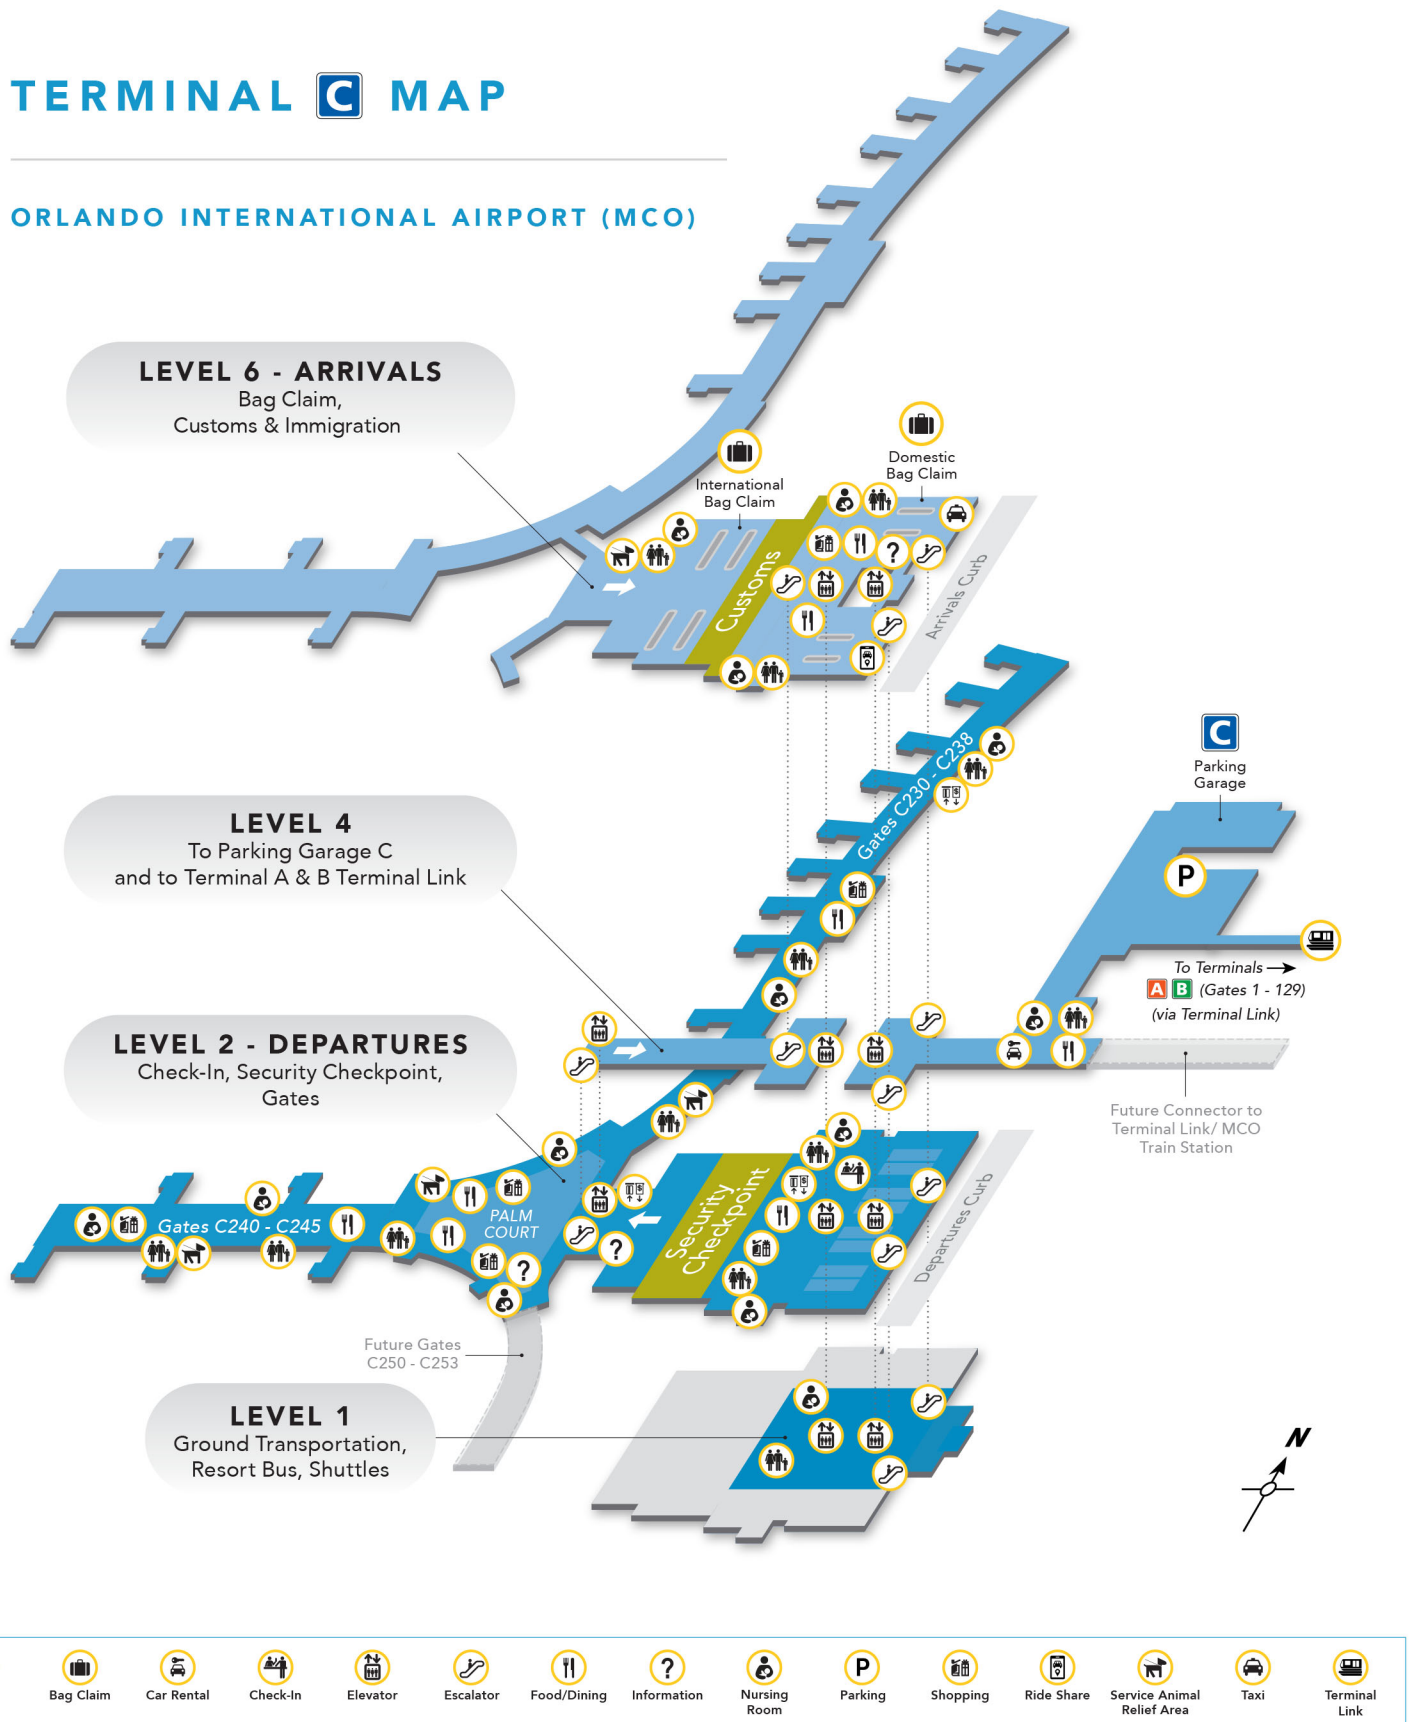 TERMINAL C MAP
ORLANDO INTERNATIONAL AIRPORT (MCO)
LEVEL 6 - ARRIVALS
Bag Claim,
Customs & Immigration
International
Bag Claim
Domestic
Bag Claim
Customs
Arrivals Curb
LEVEL 4
To Parking Garage C
and to Terminal A & B Terminal Link
Gates C230 - C238
C
Parking
Garage
P
To Terminals
A B (Gates 1 - 129)
(via Terminal Link)
Future Connector to
Terminal Link/ MCO
Train Station
LEVEL 2 - DEPARTURES
Check-In, Security Checkpoint,
Gates
Gates C240 - C245
PALM
COURT
Security
Checkpoint
Departures Curb
?
?
?
Future Gates
C250 - C253
LEVEL 1
Ground Transportation,
Resort Bus, Shuttles
N
Bag Claim
Car Rental
Check-In
Elevator
Escalator
Food/Dining
?
Information
Nursing
Room
P
Parking
Shopping
Ride Share
Service Animal
Relief Area
Taxi
Terminal
Link